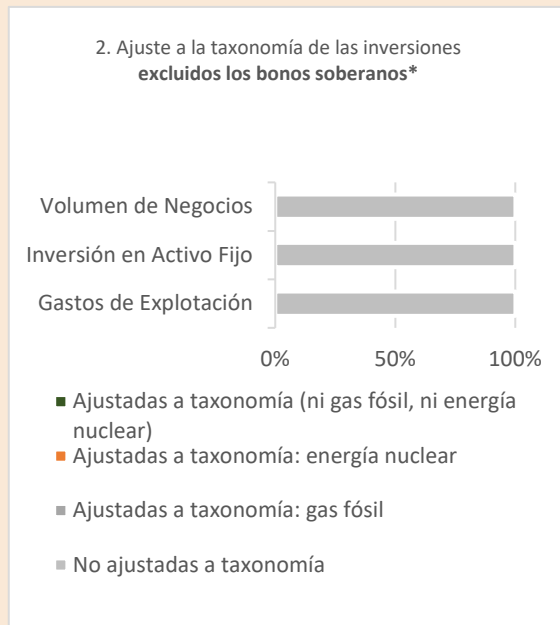 2. Ajuste a la taxonomía de las inversiones
excluidos los bonos soberanos*
Volumen de Negocios
Inversión en Activo Fijo
Gastos de Explotación
0% 50% 100%
Ajustadas a taxonomía (ni gas fósil, ni energía
nuclear)
Ajustadas a taxonomía: energía nuclear
Ajustadas a taxonomía: gas fósil
No ajustadas a taxonomía